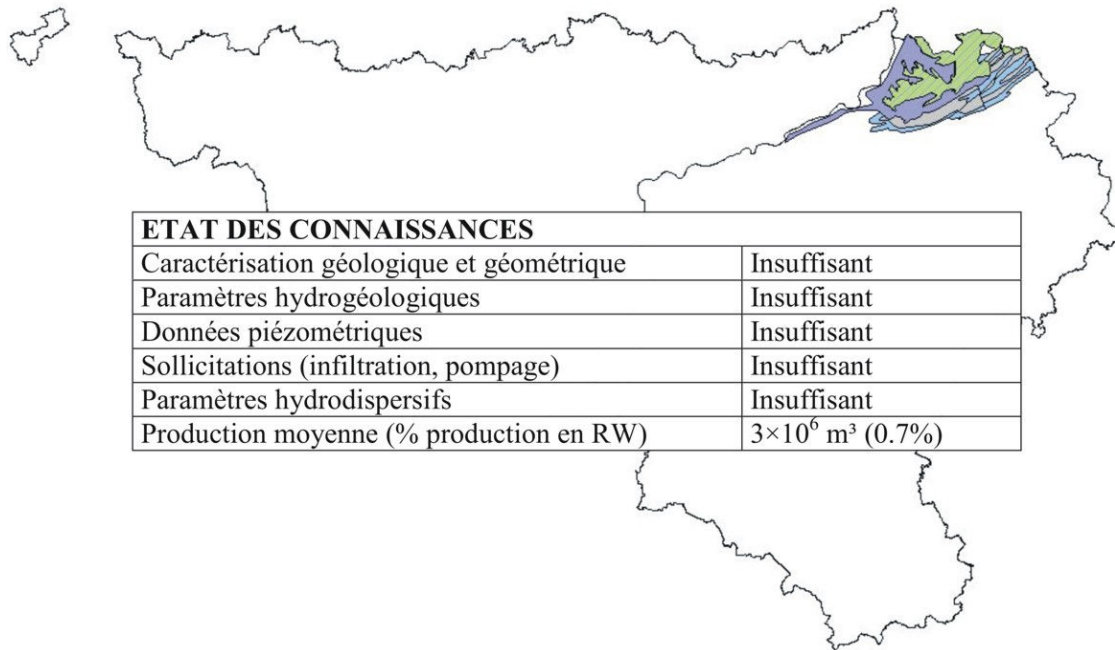 ETAT DES CONNAISSANCES
Caractérisation géologique et géométrique Insuffisant
Paramètres hydrogéologiques Insuffisant
Données piézométriques Insuffisant
Sollicitations (infiltration, pompage) Insuffisant
Paramètres hydrodispersifs Insuffisant
Production moyenne (% production en RW) 3×10⁶ m³ (0.7%)